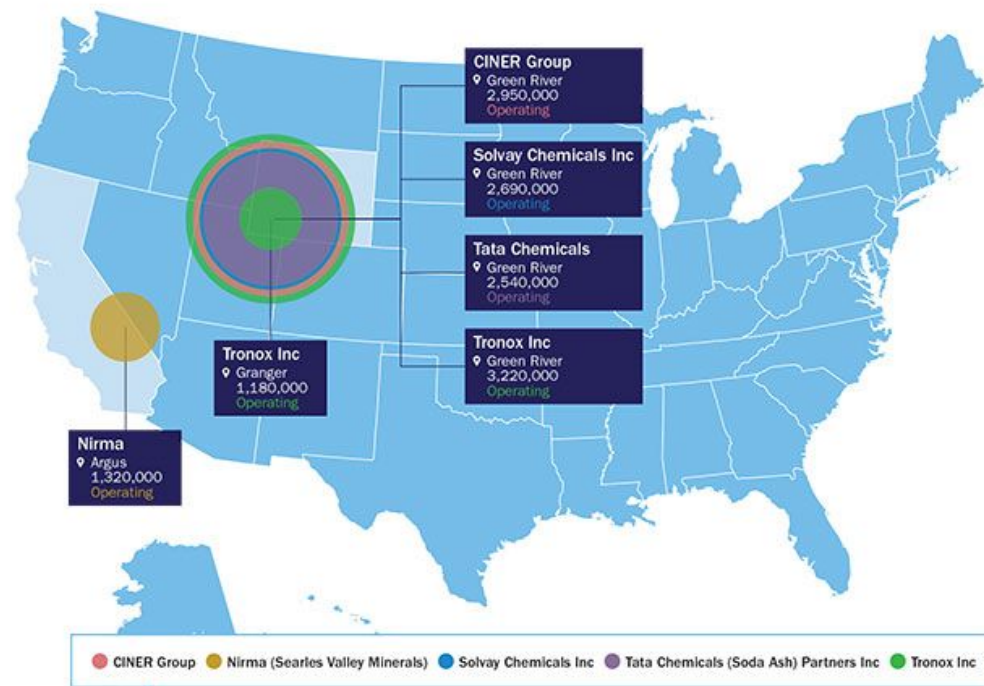 CINER Group
Green River
2,950,000
Operating
Solvay Chemicals Inc
Green River
2,690,000
Operating
Tata Chemicals
Green River
2,540,000
Operating
Tronox Inc
Green River
3,220,000
Operating
Tronox Inc
Granger
1,180,000
Operating
Nirma
Argus
1,320,000
Operating
CINER Group Nirma (Searles Valley Minerals) Solvay Chemicals Inc Tata Chemicals (Soda Ash) Partners Inc Tronox Inc